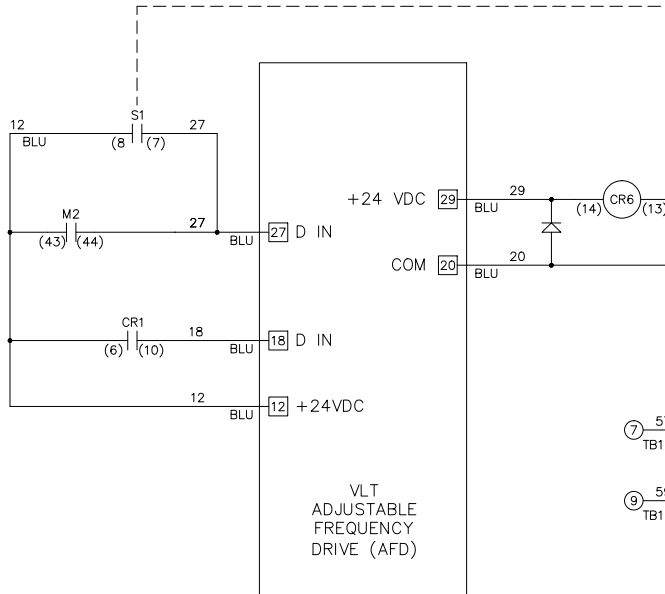 S1
12
27
BLU
(8
(7)
M2
27
(43)
(44)
BLU
27 D IN
+24 VDC 29
29
BLU
(14)
CR6
(13)
COM 20
20
BLU
CR1
18
(6)
(10)
BLU
18 D IN
12
BLU
12 +24VDC
7
TB1
9
59
TB1
VLT
ADJUSTABLE
FREQUENCY
DRIVE (AFD)